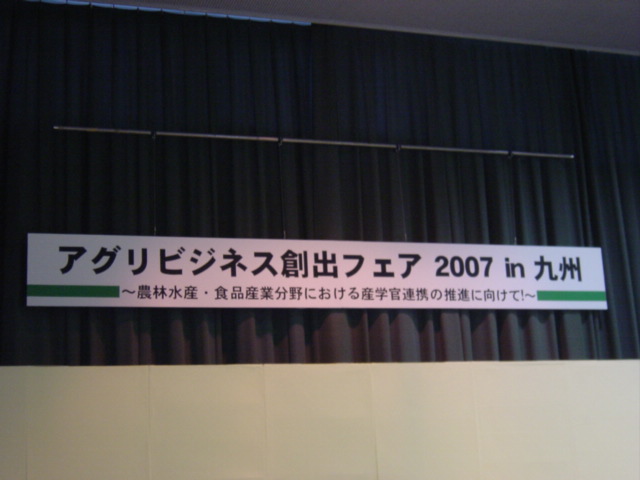 アグリビジネス創出フェア 2007 in 九州
～農林水産・食品産業分野における産学官連携の推進に向けて!～